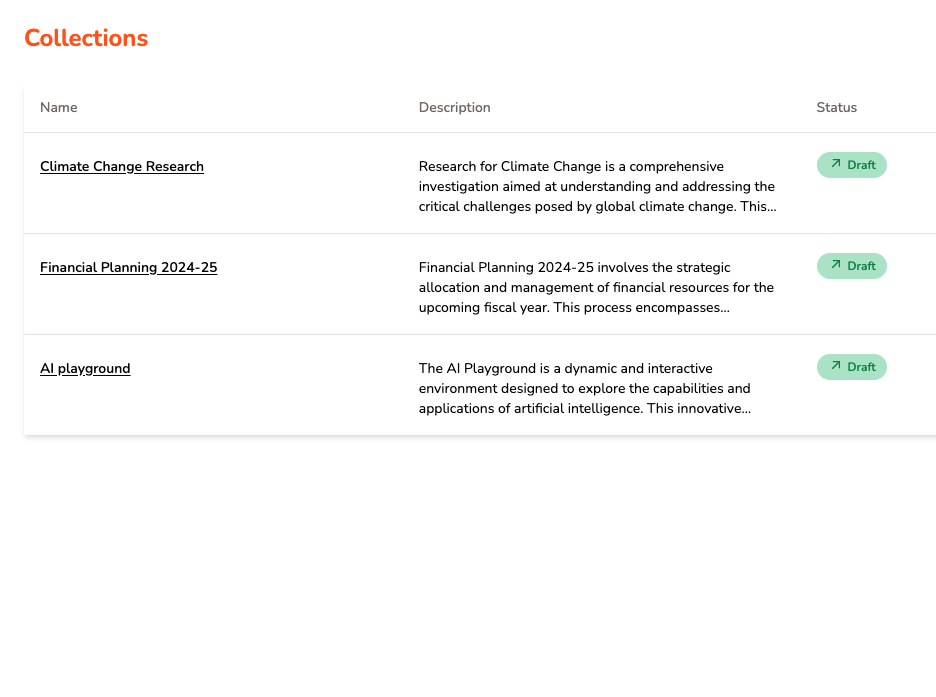 Collections
Name Description Status
Climate Change Research
Research for Climate Change is a comprehensive
investigation aimed at understanding and addressing the
critical challenges posed by global climate change. This...
Draft
Financial Planning 2024-25
Financial Planning 2024-25 involves the strategic
allocation and management of financial resources for the
upcoming fiscal year. This process encompasses...
Draft
AI playground
The AI Playground is a dynamic and interactive
environment designed to explore the capabilities and
applications of artificial intelligence. This innovative...
Draft